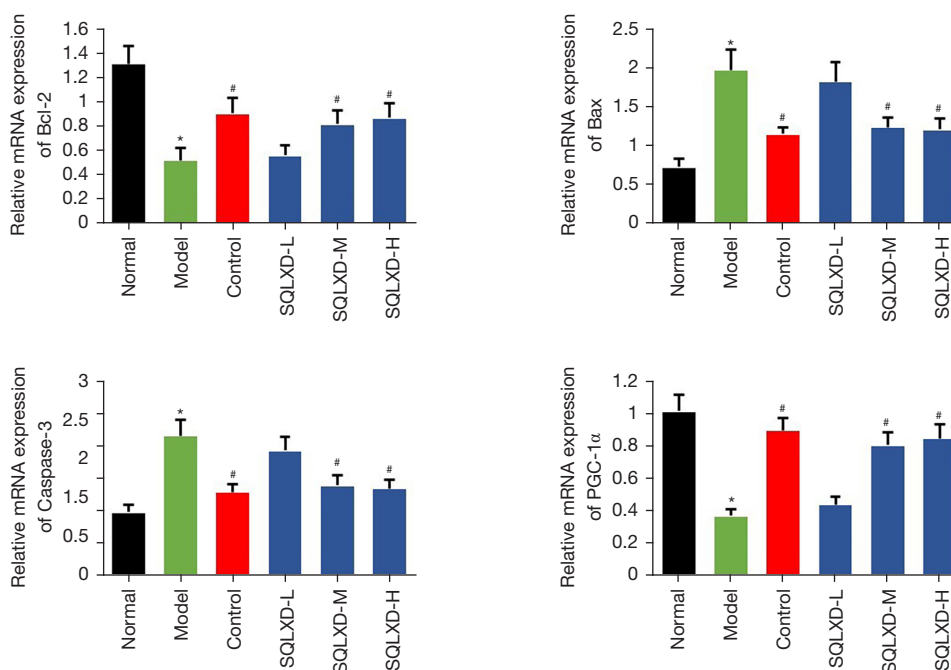 Relative mRNA expression
of Bcl-2
1.6
1.4
1.2
1
0.8
0.6
0.4
0.2
0
*
#
#
#
Normal
Model
Control
SQLXD-L
SQLXD-M
SQLXD-H
Relative mRNA expression
of Bax
2.5
2
1.5
1
0.5
0
*
#
#
#
Normal
Model
Control
SQLXD-L
SQLXD-M
SQLXD-H
Relative mRNA expression
of Caspase-3
3
2.5
2
1.5
0.5
0
*
#
#
#
Normal
Model
Control
SQLXD-L
SQLXD-M
SQLXD-H
Relative mRNA expression
of PGC-1α
1.2
1
0.8
0.6
0.4
0.2
0
*
#
#
#
Normal
Model
Control
SQLXD-L
SQLXD-M
SQLXD-H